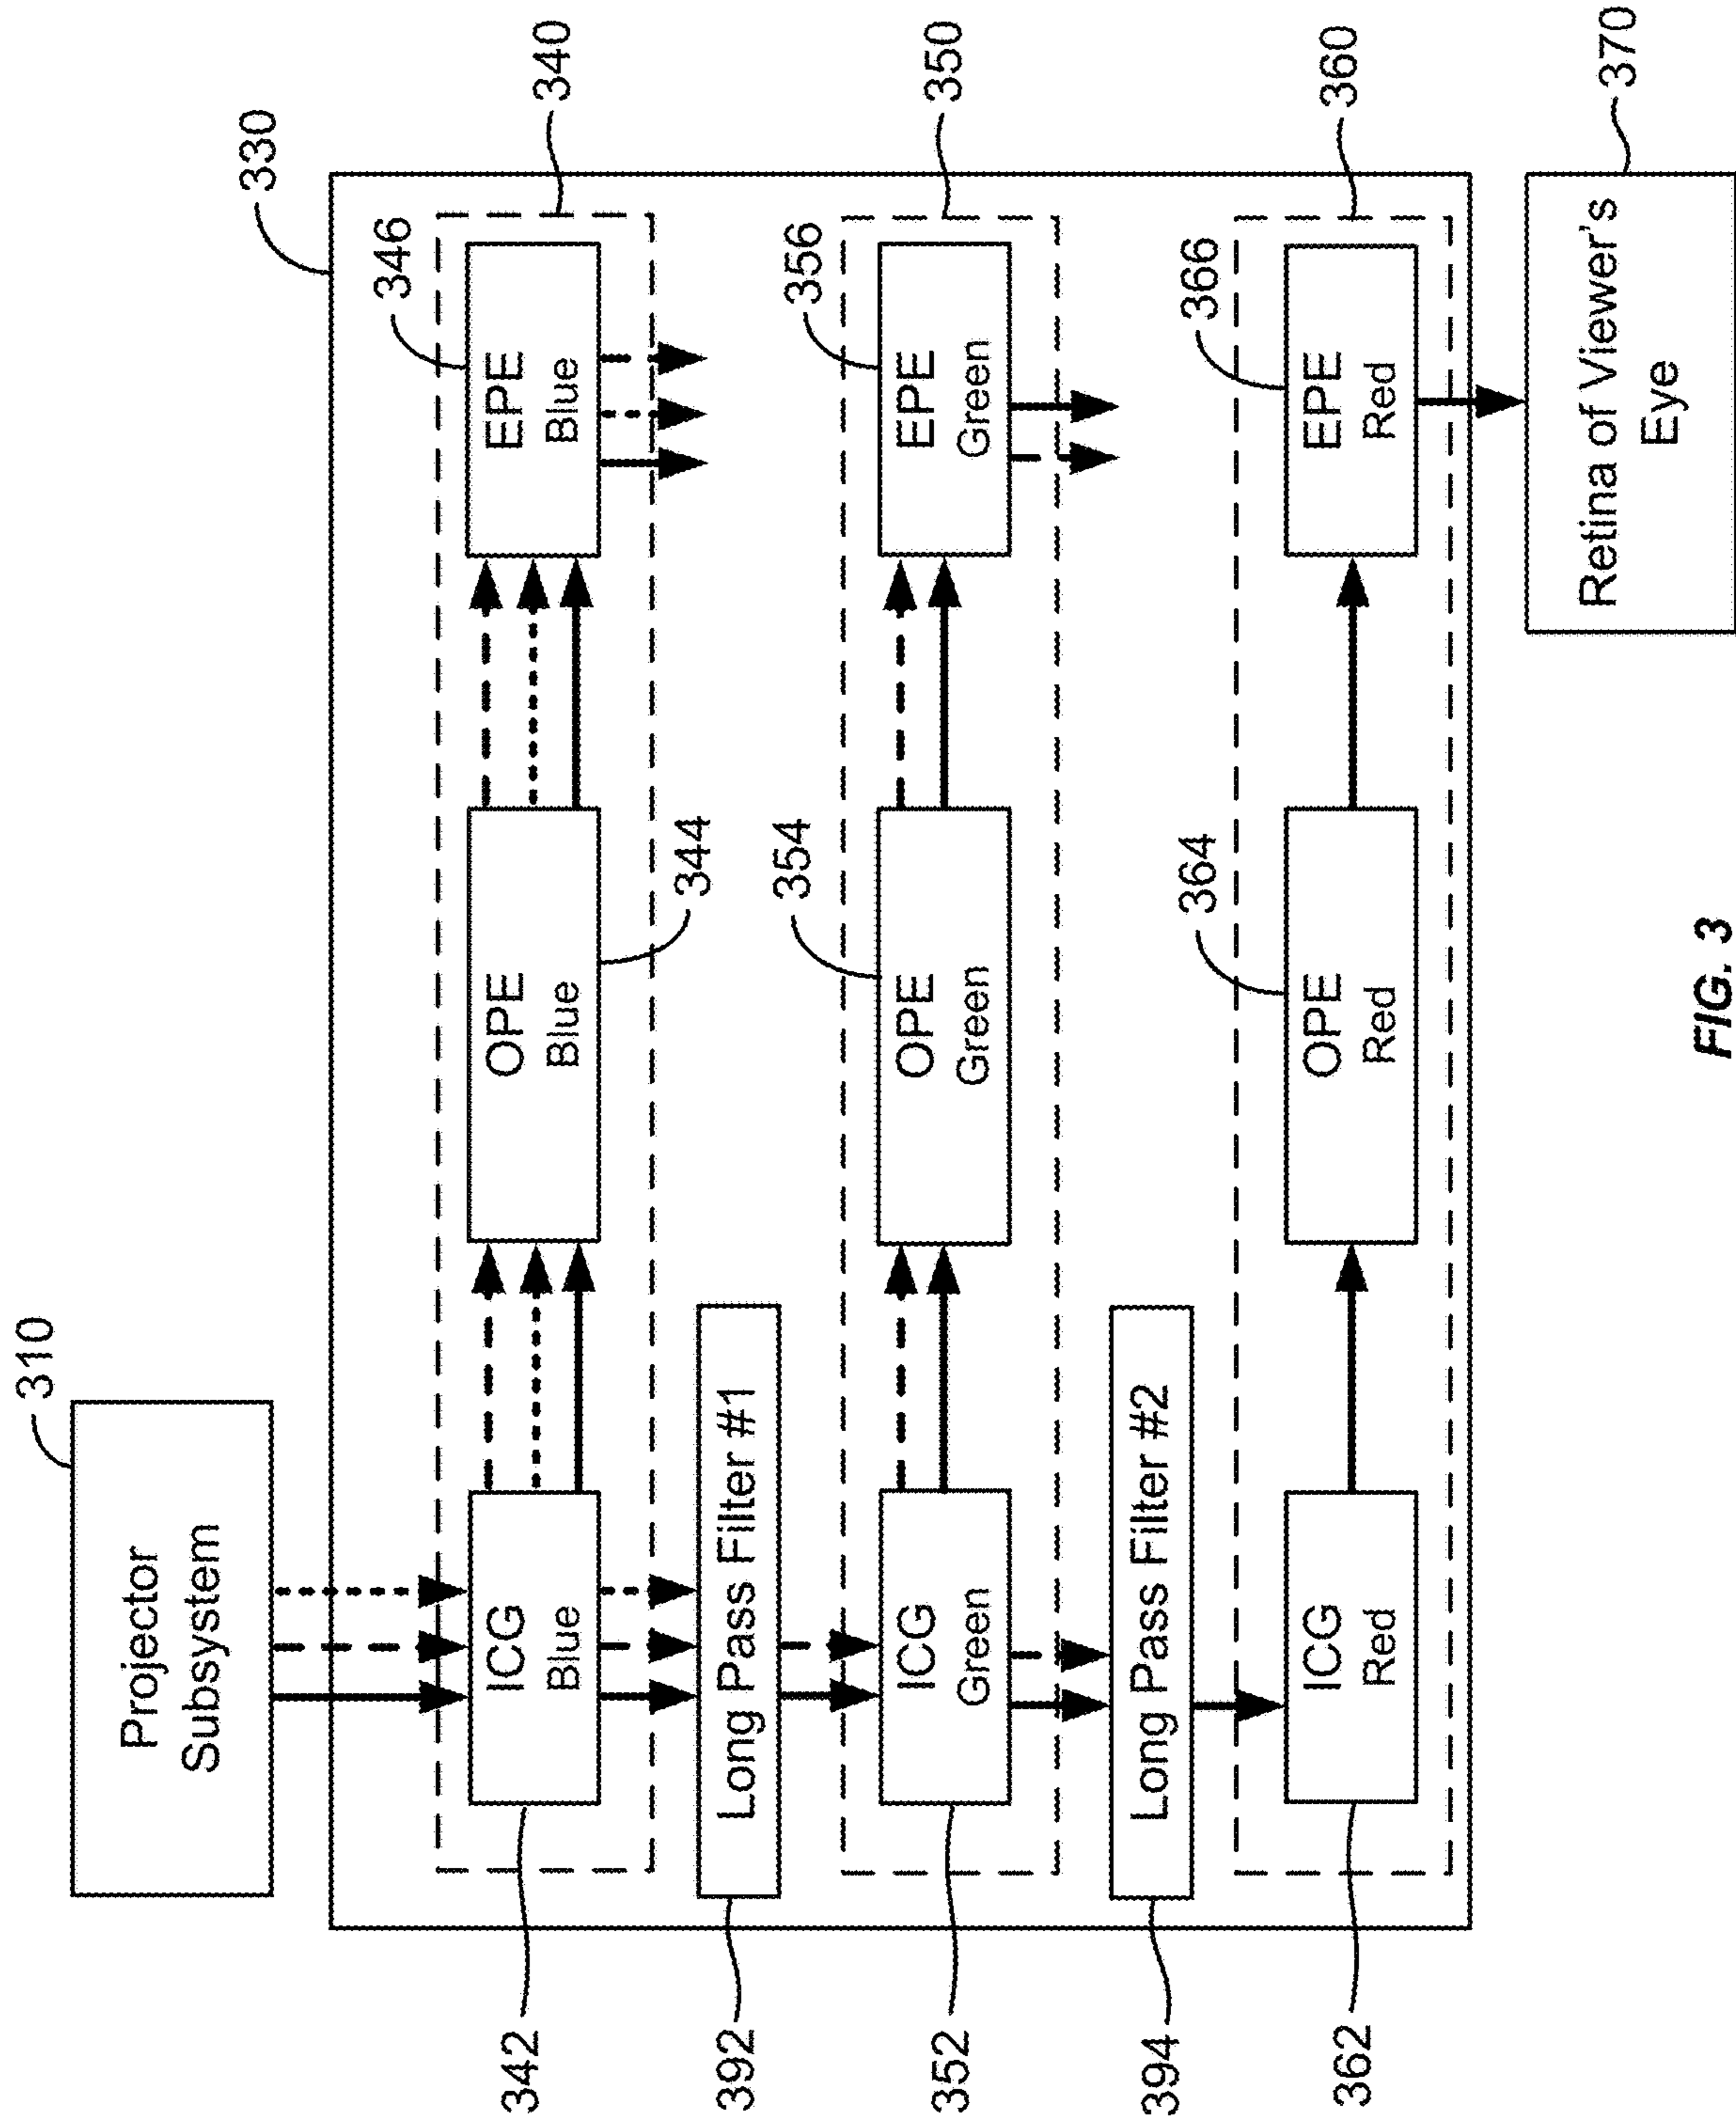 310
Projector
Subsystem
330
340
346
ICG
Blue
OPE
Blue
EPE
Blue
342
344
Long Pass Filter #1
392
350
354
356
ICG
Green
OPE
Green
EPE
Green
352
Long Pass Filter #2
394
360
364
366
ICG
Red
OPE
Red
EPE
Red
362
Retina of Viewer's
Eye
370
FIG. 3